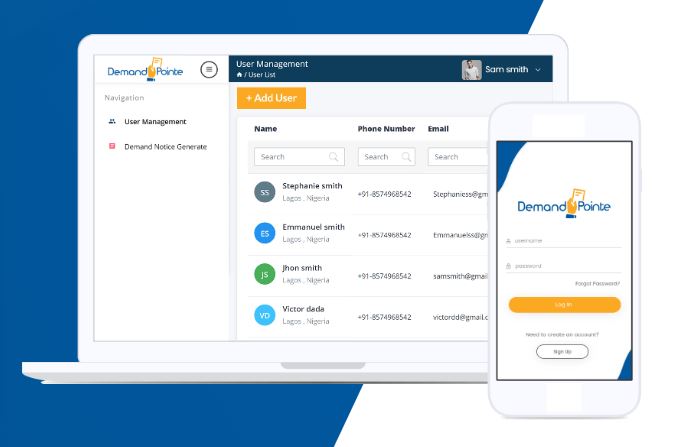 Demand Pointe
Navigation
User Management
Demand Notice Generate
User Management
/ User List
Sam smith
+ Add User
Name Phone Number Email
Search Search Search
SS Stephanie smith +91-8574968542 Stephaniess@gm
Lagos , Nigeria
ES Emmanuel smith +91-8574968542 Emmanuelss@gm
Lagos , Nigeria
JS Jhon smith +91-8574968542 samsmith@gmai
Lagos , Nigeria
VD Victor dada +91-8574968542 victordd@gmail.c
Lagos , Nigeria
Demand Pointe
username
password
Forgot Password?
Log In
Need to create an account?
Sign Up